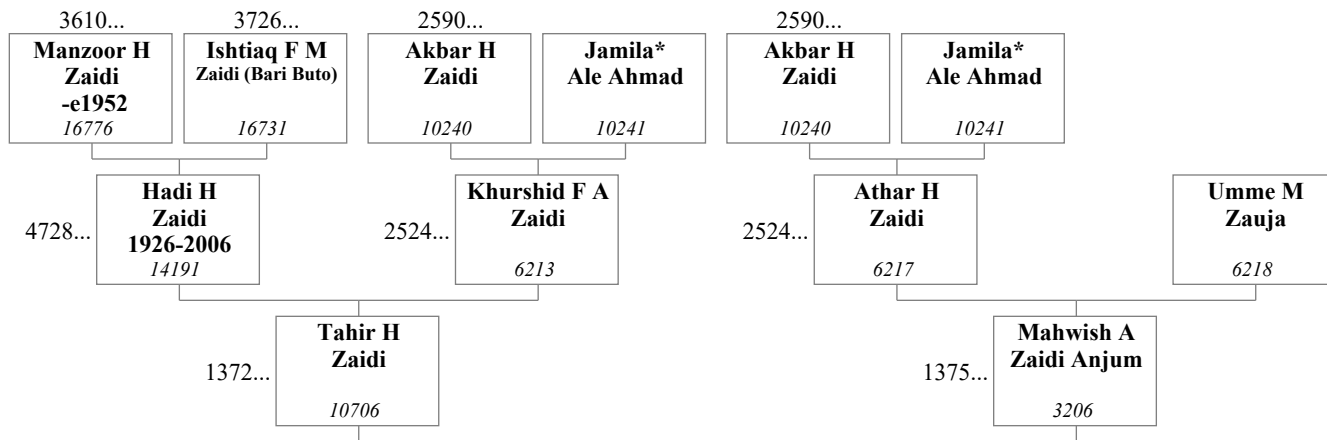 3610...
3726...
2590...
2590...
Manzoor H
Zaidi
-e1952
16776
Ishtiaq F M
Zaidi (Bari Buto)
16731
Akbar H
Zaidi
10240
Jamila*
Ale Ahmad
10241
Akbar H
Zaidi
10240
Jamila*
Ale Ahmad
10241
4728...
Hadi H
Zaidi
1926-2006
14191
2524...
Khurshid F A
Zaidi
6213
2524...
Athar H
Zaidi
6217
Umme M
Zauja
6218
1372...
Tahir H
Zaidi
10706
1375...
Mahwish A
Zaidi Anjum
3206